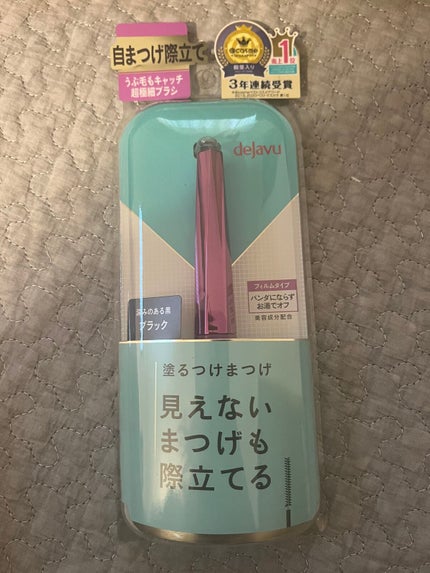 自まつげ際立て
うぶ毛もキャッチ
超極細ブラシ
@cosme
殿堂入り
1
3年連続受賞
dejavu
フィルムタイプ
パンダにならず
お湯でオフ
美容成分配合
深みのある黒
ブラック
塗るつけまつげ
見えない
まつげも
際立てる